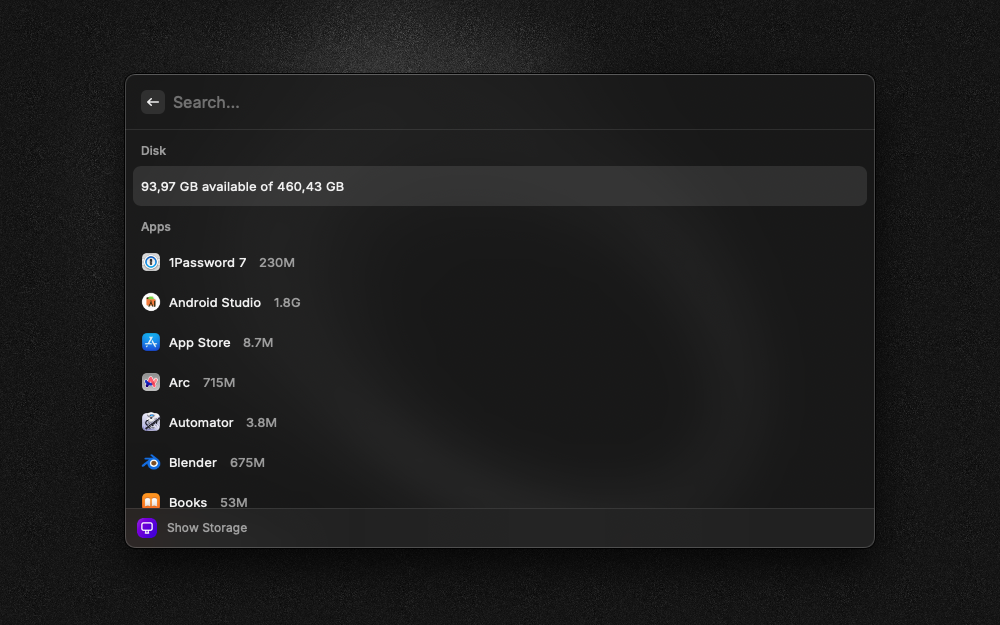 Search...
Disk
93,97 GB available of 460,43 GB
Apps
1Password 7 230M
Android Studio 1.8G
App Store 8.7M
Arc 715M
Automator 3.8M
Blender 675M
Books 53M
Show Storage